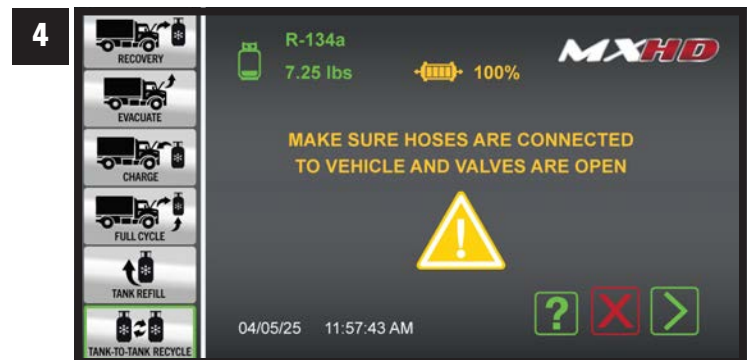 4
RECOVERY
EVACUATE
CHARGE
FULL CYCLE
TANK REFILL
TANK-TO-TANK RECYCLE
R-134a
7.25 lbs
100%
MXHD
MAKE SURE HOSES ARE CONNECTED
TO VEHICLE AND VALVES ARE OPEN
04/05/25 11:57:43 AM
?